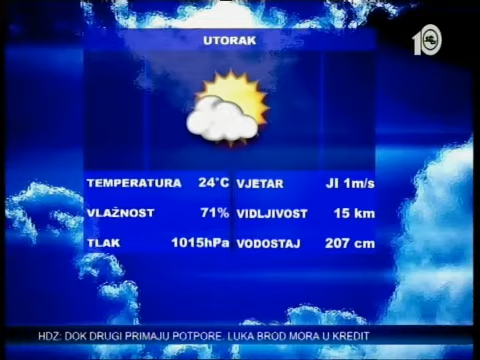 UTORAK
10
TEMPERATURA 24°C VJETAR JI 1m/s
VLAŽNOST 71% VIDLJIVOST 15 km
TLAK 1015hPa VODOSTAJ 207 cm
HDZ: DOK DRUGI PRIMAJU POTPORE, LUKA BROD MORA U KREDIT